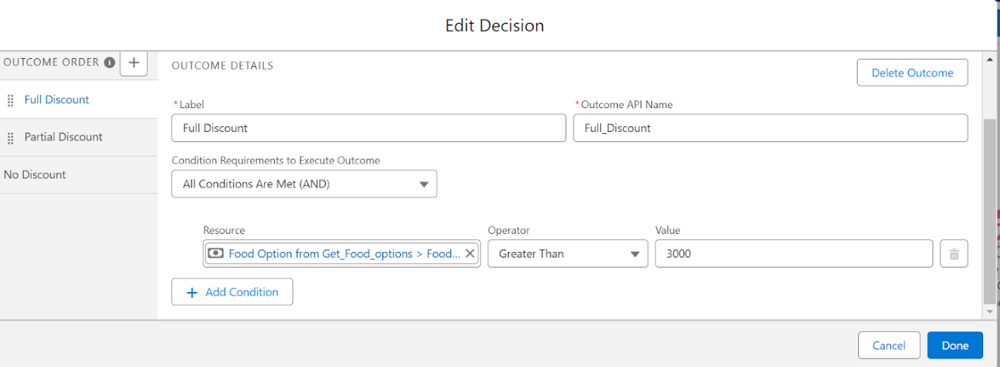 Edit Decision
OUTCOME ORDER
OUTCOME DETAILS
Delete Outcome
Full Discount
Partial Discount
No Discount
* Label
* Outcome API Name
Full Discount
Full_Discount
Condition Requirements to Execute Outcome
All Conditions Are Met (AND)
Resource
Operator
Value
Food Option from Get_Food_options > Food...
Greater Than
3000
+ Add Condition
Cancel
Done